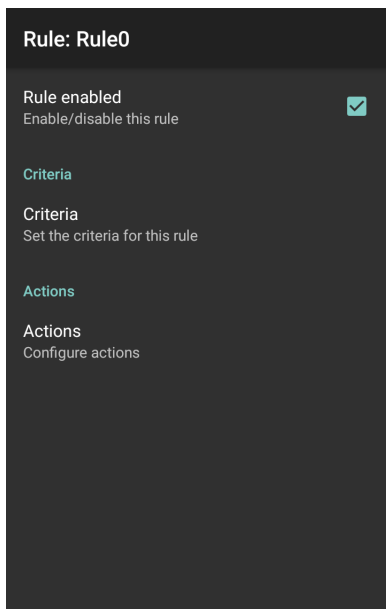 Rule: Rule0
Rule enabled
Enable/disable this rule
Criteria
Criteria
Set the criteria for this rule
Actions
Actions
Configure actions